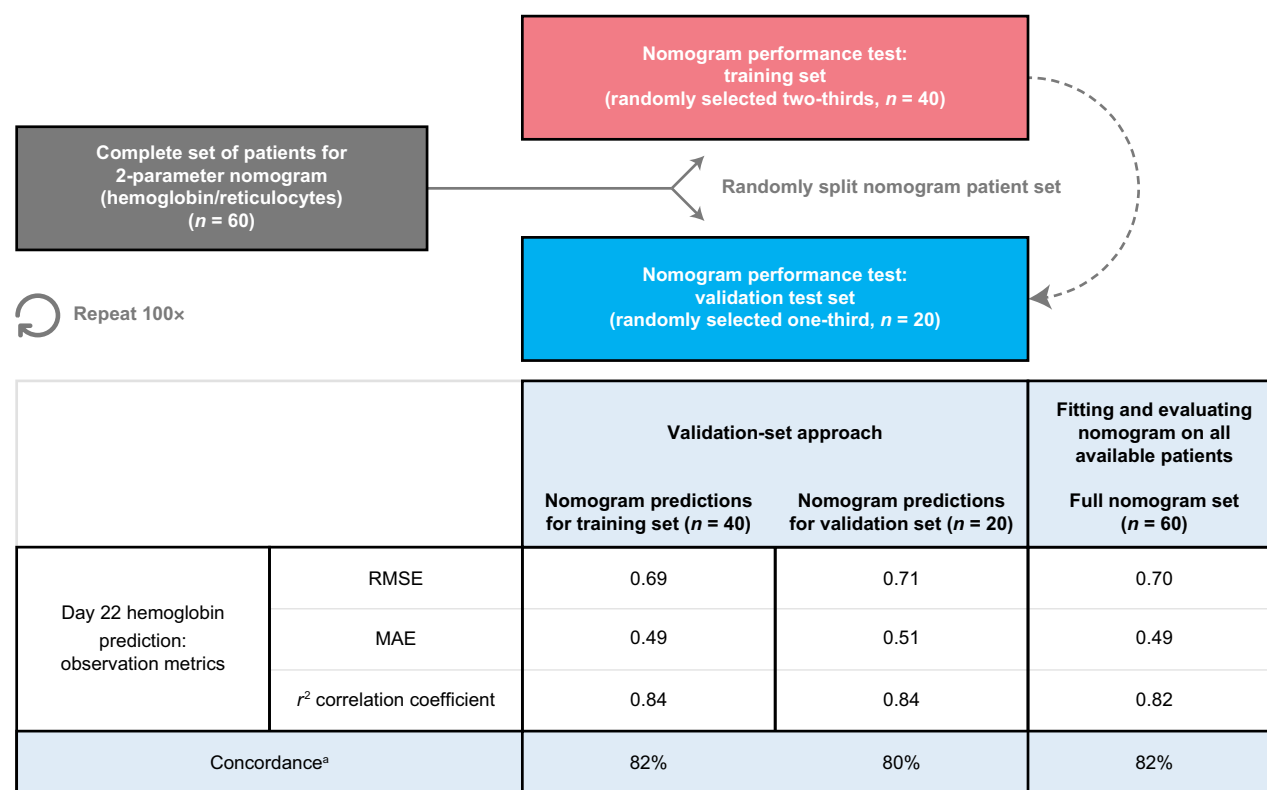 Nomogram performance test:
training set
(randomly selected two-thirds, n = 40)
Complete set of patients for
2-parameter nomogram
(hemoglobin/reticulocytes)
(n = 60)
Randomly split nomogram patient set
Nomogram performance test:
validation test set
(randomly selected one-third, n = 20)
Repeat 100×
Validation-set approach
Fitting and evaluating
nomogram on all
available patients
Nomogram predictions
for training set (n = 40)
Nomogram predictions
for validation set (n = 20)
Full nomogram set
(n = 60)
Day 22 hemoglobin
prediction:
observation metrics
RMSE 0.69 0.71 0.70
MAE 0.49 0.51 0.49
r² correlation coefficient 0.84 0.84 0.82
Concordanceᵃ 82% 80% 82%